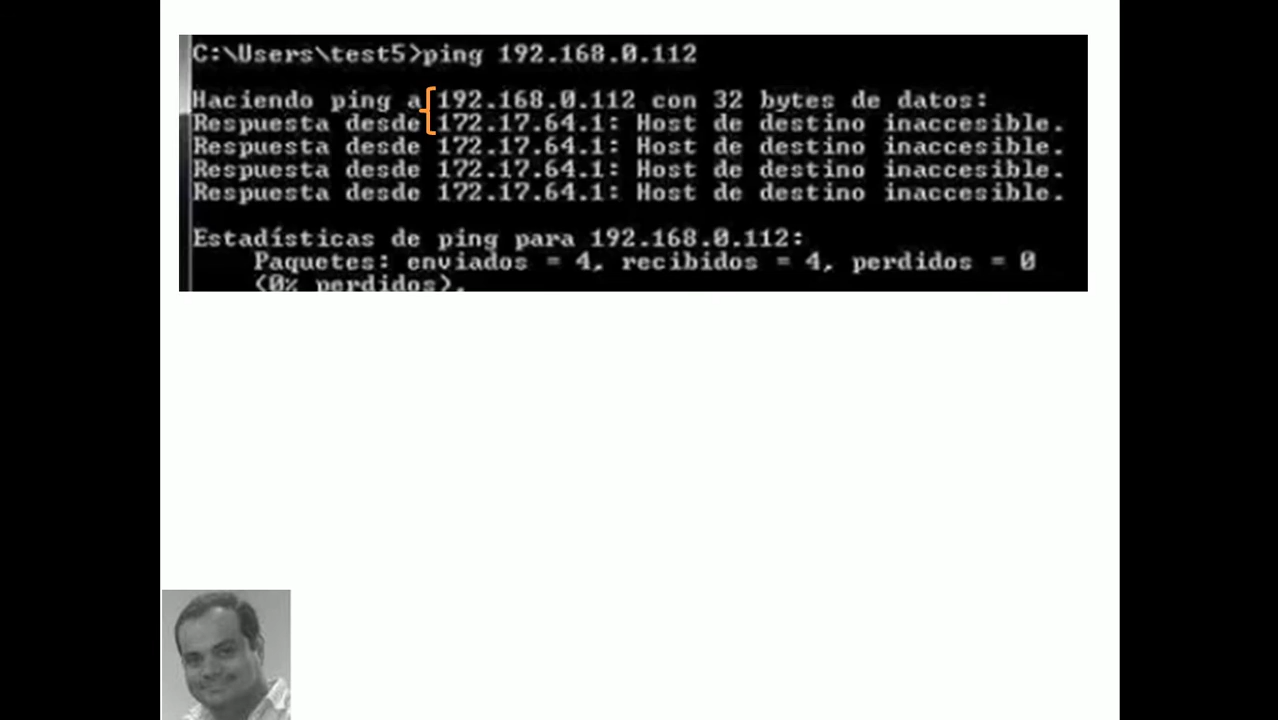 C:\Users\test5>ping 192.168.0.112
Haciendo ping a 192.168.0.112 con 32 bytes de datos:
Respuesta desde 172.17.64.1: Host de destino inaccesible.
Respuesta desde 172.17.64.1: Host de destino inaccesible.
Respuesta desde 172.17.64.1: Host de destino inaccesible.
Respuesta desde 172.17.64.1: Host de destino inaccesible.
Estadísticas de ping para 192.168.0.112:
Paquetes: enviados = 4, recibidos = 4, perdidos = 0
(0% perdidos),